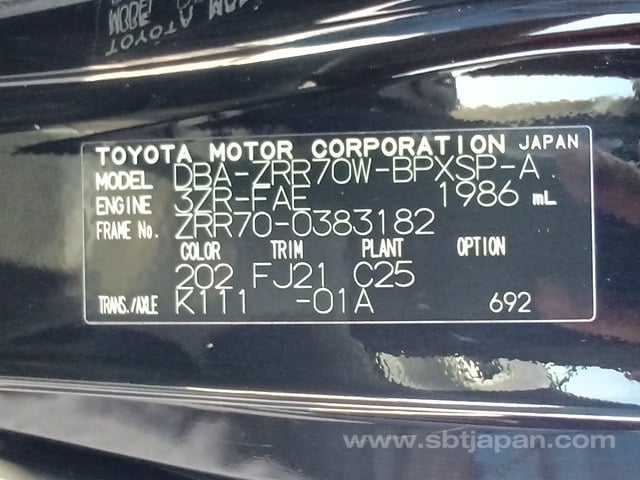 TOYOTA MOTOR CORPORATION JAPAN
MODEL DBA-ZRR70W-BPXSP-A
ENGINE 3ZR-FAE 1986 mL
FRAME No. ZRR70-0383182
COLOR TRIM PLANT OPTION
202 FJ21 C25
TRANS./AXLE K111 -01A 692
www.sbtjapan.com